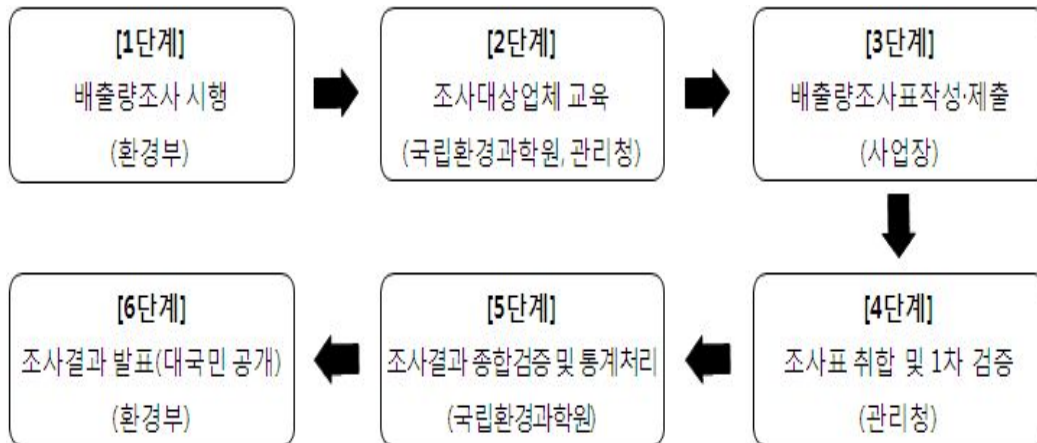 [1단계]
배출량조사 시행
(환경부)
[2단계]
조사대상업체 교육
(국립환경과학원, 관리청)
[3단계]
배출량조사표작성·제출
(사업장)
[4단계]
조사표 취합 및 1차 검증
(관리청)
[5단계]
조사결과 종합검증 및 통계처리
(국립환경과학원)
[6단계]
조사결과 발표(대국민 공개)
(환경부)